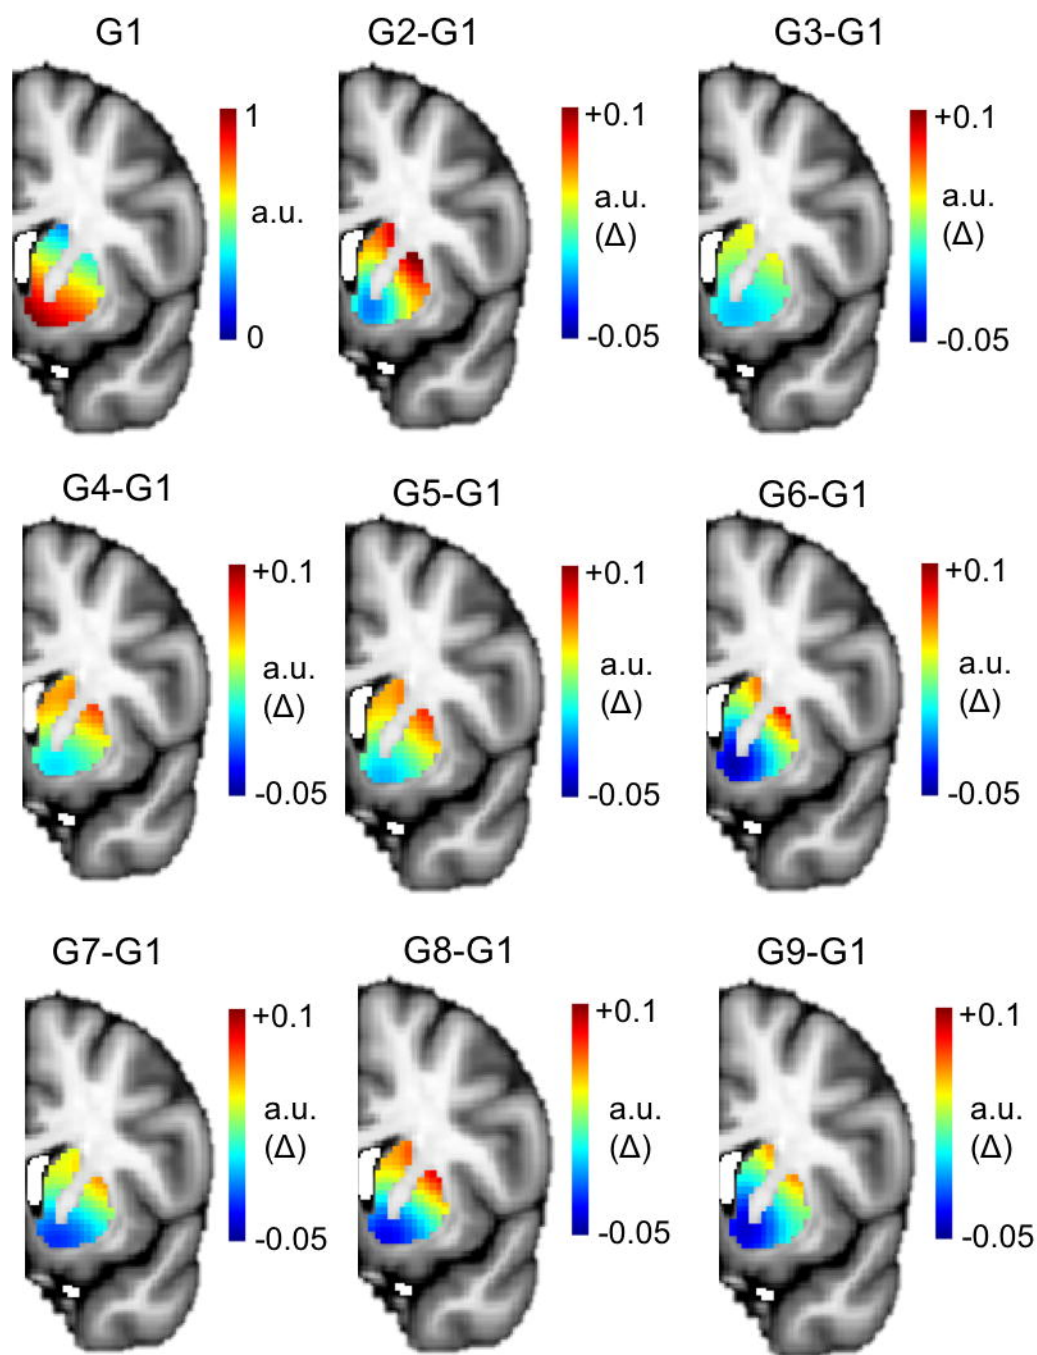 G1
G2-G1
G3-G1
1
a.u.
0
+0.1
a.u.
(Δ)
-0.05
+0.1
a.u.
(Δ)
-0.05
G4-G1
G5-G1
G6-G1
+0.1
a.u.
(Δ)
-0.05
+0.1
a.u.
(Δ)
-0.05
+0.1
a.u.
(Δ)
-0.05
G7-G1
G8-G1
G9-G1
+0.1
a.u.
(Δ)
-0.05
+0.1
a.u.
(Δ)
-0.05
+0.1
a.u.
(Δ)
-0.05